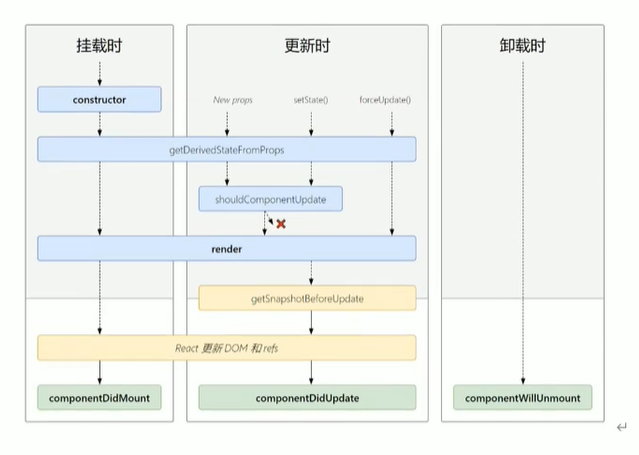 挂载时
更新时
卸载时
constructor
New props
setState()
forceUpdate()
getDerivedStateFromProps
shouldComponentUpdate
render
getSnapshotBeforeUpdate
React 更新 DOM 和 refs
componentDidMount
componentDidUpdate
componentWillUnmount